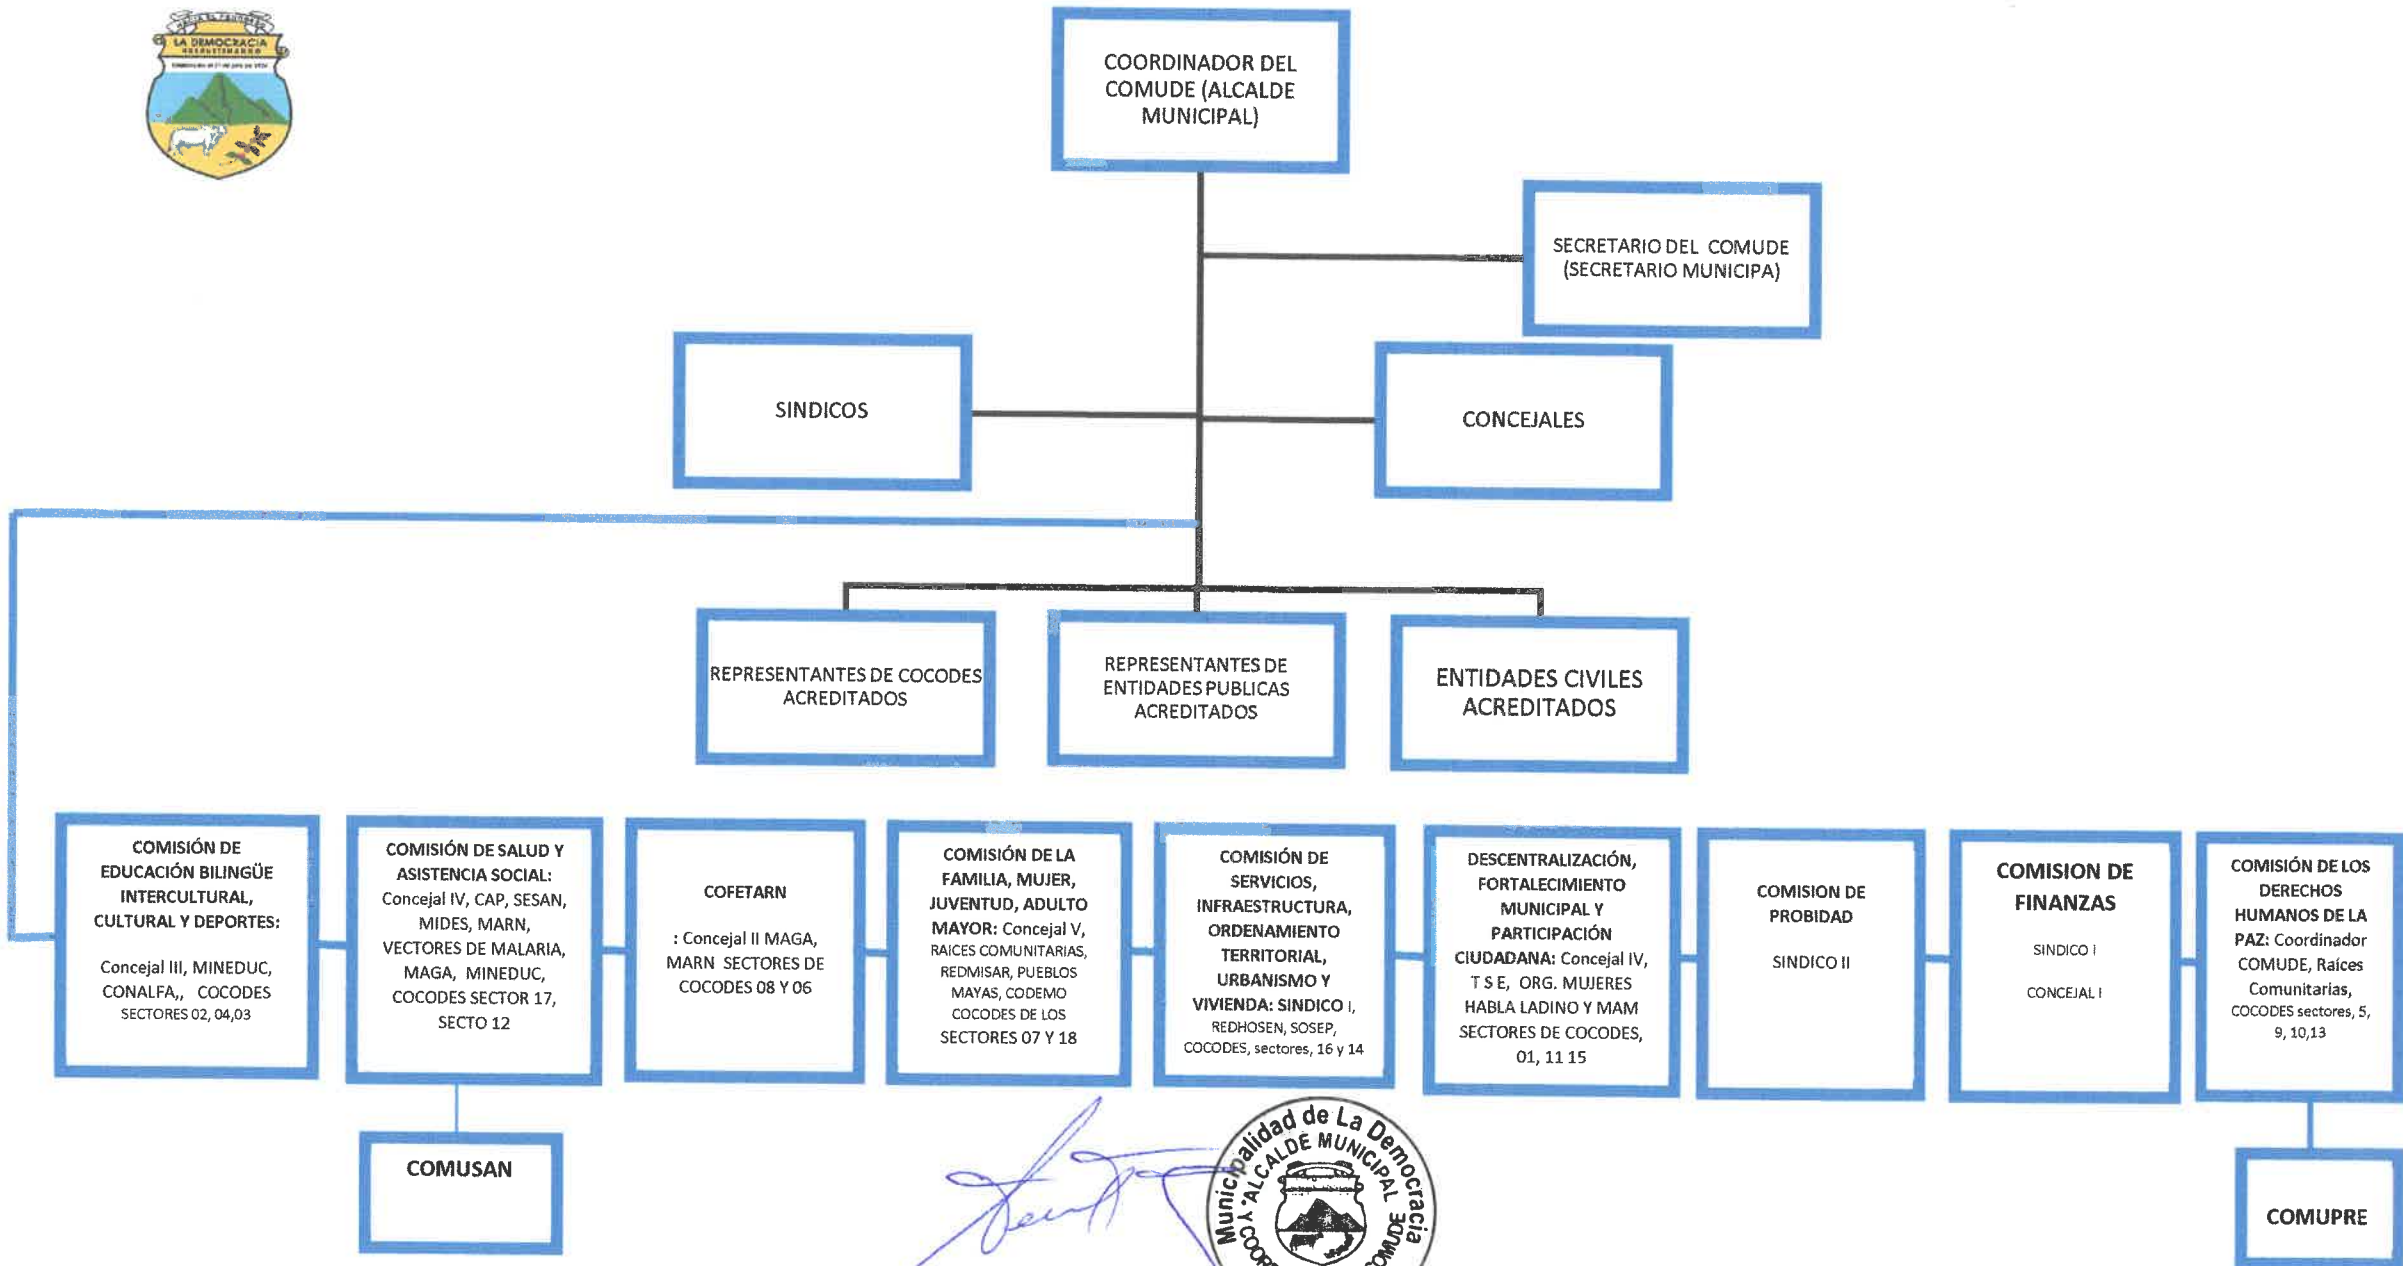 LA DEMOCRACIA
HUEHUETENANGO
COORDINADOR DEL
COMUDE (ALCALDE
MUNICIPAL)
SECRETARIO DEL COMUDE
(SECRETARIO MUNICIPA)
SINDICOS
CONCEJALES
REPRESENTANTES DE COCODES
ACREDITADOS
REPRESENTANTES DE
ENTIDADES PUBLICAS
ACREDITADOS
ENTIDADES CIVILES
ACREDITADOS
COMISIÓN DE
EDUCACIÓN BILINGÜE
INTERCULTURAL,
CULTURAL Y DEPORTES:
Concejal III, MINEDUC,
CONALFA,, COCODES
SECTORES 02, 04,03
COMISIÓN DE SALUD Y
ASISTENCIA SOCIAL:
Concejal IV, CAP, SESAN,
MIDES, MARN,
VECTORES DE MALARIA,
MAGA, MINEDUC,
COCODES SECTOR 17,
SECTO 12
COFETARN
: Concejal II MAGA,
MARN SECTORES DE
COCODES 08 Y 06
COMISIÓN DE LA
FAMILIA, MUJER,
JUVENTUD, ADULTO
MAYOR: Concejal V,
RAICES COMUNITARIAS,
REDMISAR, PUEBLOS
MAYAS, CODEMO
COCODES DE LOS
SECTORES 07 Y 18
COMISIÓN DE
SERVICIOS,
INFRAESTRUCTURA,
ORDENAMIENTO
TERRITORIAL,
URBANISMO Y
VIVIENDA: SINDICO I,
REDHOSEN, SOSEP,
COCODES, sectores, 16 y 14
DESCENTRALIZACIÓN,
FORTALECIMIENTO
MUNICIPAL Y
PARTICIPACIÓN
CIUDADANA: Concejal IV,
T S E, ORG. MUJERES
HABLA LADINO Y MAM
SECTORES DE COCODES,
01, 11 15
COMISION DE
PROBIDAD
SINDICO II
COMISION DE
FINANZAS
SINDICO I
CONCEJAL I
COMISIÓN DE LOS
DERECHOS
HUMANOS DE LA
PAZ: Coordinador
COMUDE, Raíces
Comunitarias,
COCODES sectores, 5,
9, 10,13
COMUSAN
COMUPRE
Municipalidad de La Democracia
ALCALDE MUNICIPAL
Y COOR
COMUDE